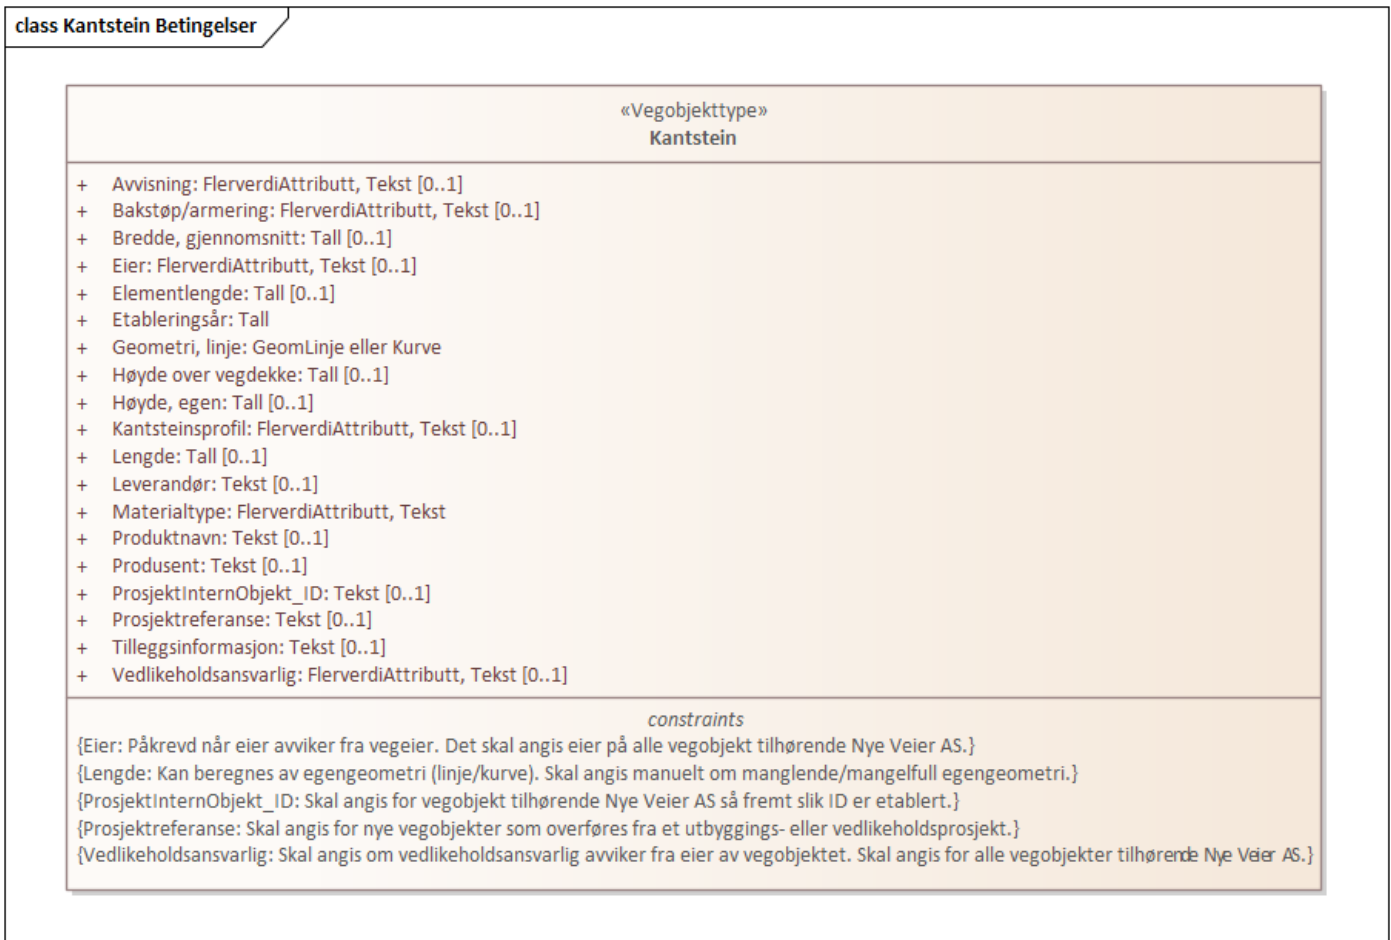 class Kantstein Betingelser
«Vegobjekttype»
Kantstein
+ Avvisning: FlerverdiAttributt, Tekst [0..1]
+ Bakstøp/armering: FlerverdiAttributt, Tekst [0..1]
+ Bredde, gjennomsnitt: Tall [0..1]
+ Eier: FlerverdiAttributt, Tekst [0..1]
+ Elementlengde: Tall [0..1]
+ Etableringsår: Tall
+ Geometri, linje: GeomLinje eller Kurve
+ Høyde over vegdekke: Tall [0..1]
+ Høyde, egen: Tall [0..1]
+ Kantsteinsprofil: FlerverdiAttributt, Tekst [0..1]
+ Lengde: Tall [0..1]
+ Leverandør: Tekst [0..1]
+ Materialtype: FlerverdiAttributt, Tekst
+ Produktnavn: Tekst [0..1]
+ Produsent: Tekst [0..1]
+ ProsjektInternObjekt_ID: Tekst [0..1]
+ Prosjektreferanse: Tekst [0..1]
+ Tilleggsinformasjon: Tekst [0..1]
+ Vedlikeholdsansvarlig: FlerverdiAttributt, Tekst [0..1]
constraints
{Eier: Påkrevd når eier avviker fra vegeier. Det skal angis eier på alle vegobjekt tilhørende Nye Veier AS.}
{Lengde: Kan beregnes av egengeometri (linje/kurve). Skal angis manuelt om manglende/mangelfull egengeometri.}
{ProsjektInternObjekt_ID: Skal angis for vegobjekt tilhørende Nye Veier AS så fremt slik ID er etablert.}
{Prosjektreferanse: Skal angis for nye vegobjekter som overføres fra et utbyggings- eller vedlikeholdsprosjekt.}
{Vedlikeholdsansvarlig: Skal angis om vedlikeholdsansvarlig avviker fra eier av vegobjektet. Skal angis for alle vegobjekter tilhørende Nye Veier AS.}